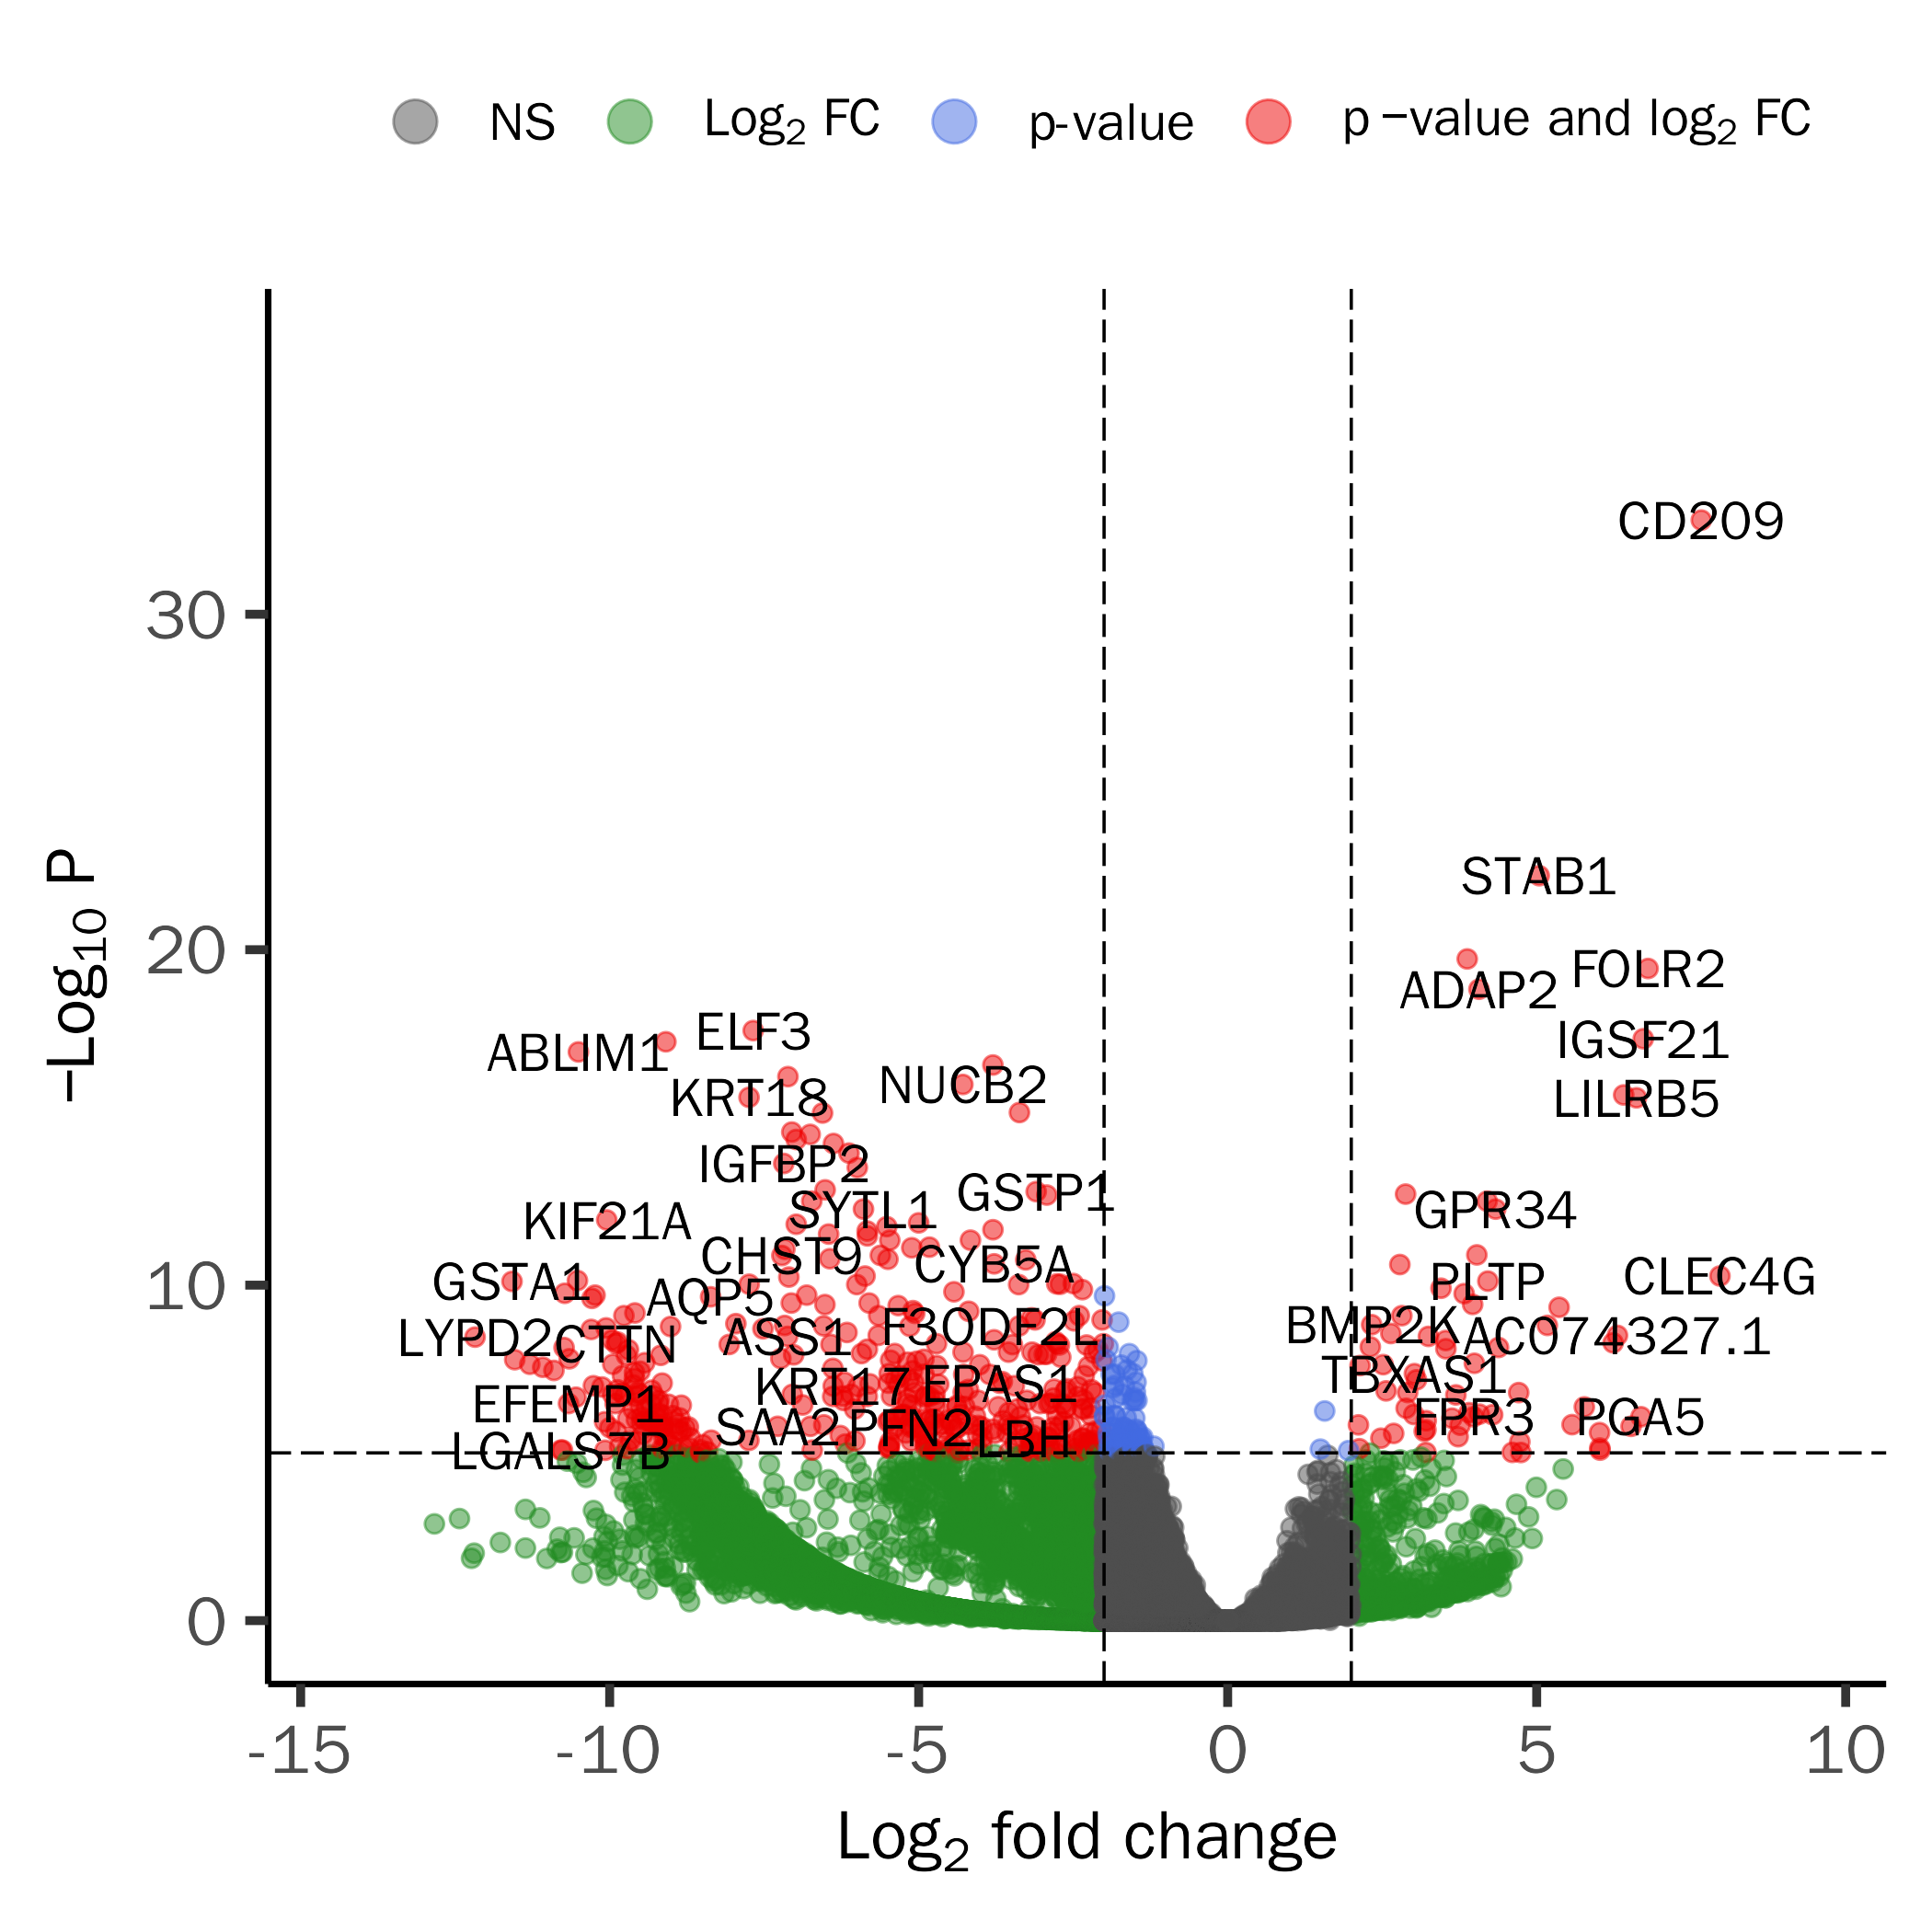 NS Log2 FC p-value p −value and log2 FC
CD209
30
STAB1
20
FOLR2
ADAP2
ELF3
IGSF21
ABLIM1
NUCB2
KRT18
LILRB5
IGFBP2
GSTP1
SYTL1
GPR34
KIF21A
CHST9
CYB5A
CLEC4G
10
GSTA1
PLTP
AQP5
BMP2K
F3
ODF2L
LYPD2
CTTN
ASS1
AC074327.1
TBXAS1
KRT17
EPAS1
EFEMP1
FPR3
PGA5
SAA2
PFN2
LBH
LGALS7B
0
−Log10 P
-15 -10 -5 0 5 10
Log2 fold change